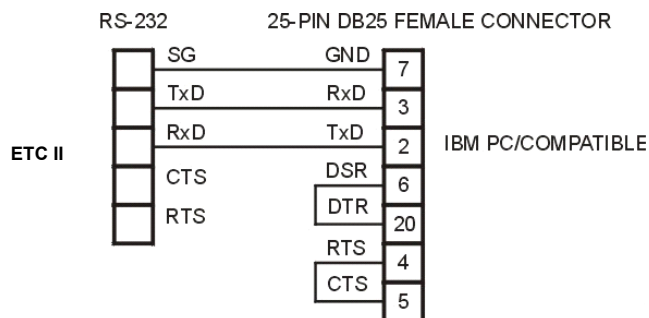 RS-232 25-PIN DB25 FEMALE CONNECTOR
SG GND 7
TxD RxD 3
RxD TxD 2
ETC II IBM PC/COMPATIBLE
CTS DSR 6
RTS DTR 20
RTS 4
CTS 5